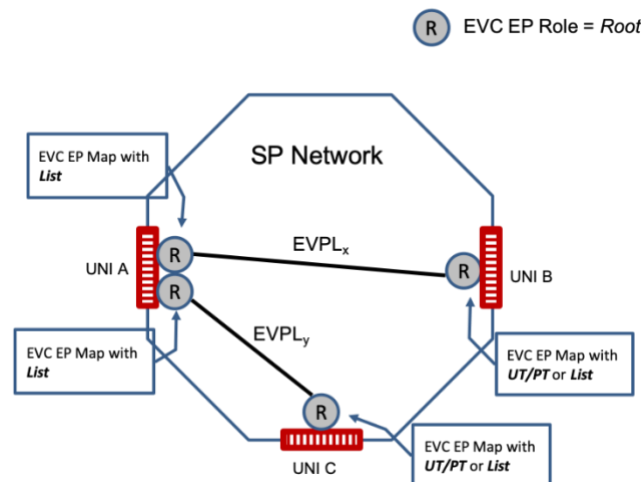 R EVC EP Role = Root
EVC EP Map with
List
SP Network
EVPLx
R
R
R
UNI A
UNI B
EVPLy
EVC EP Map with
List
EVC EP Map with
UT/PT or List
R
UNI C
EVC EP Map with
UT/PT or List